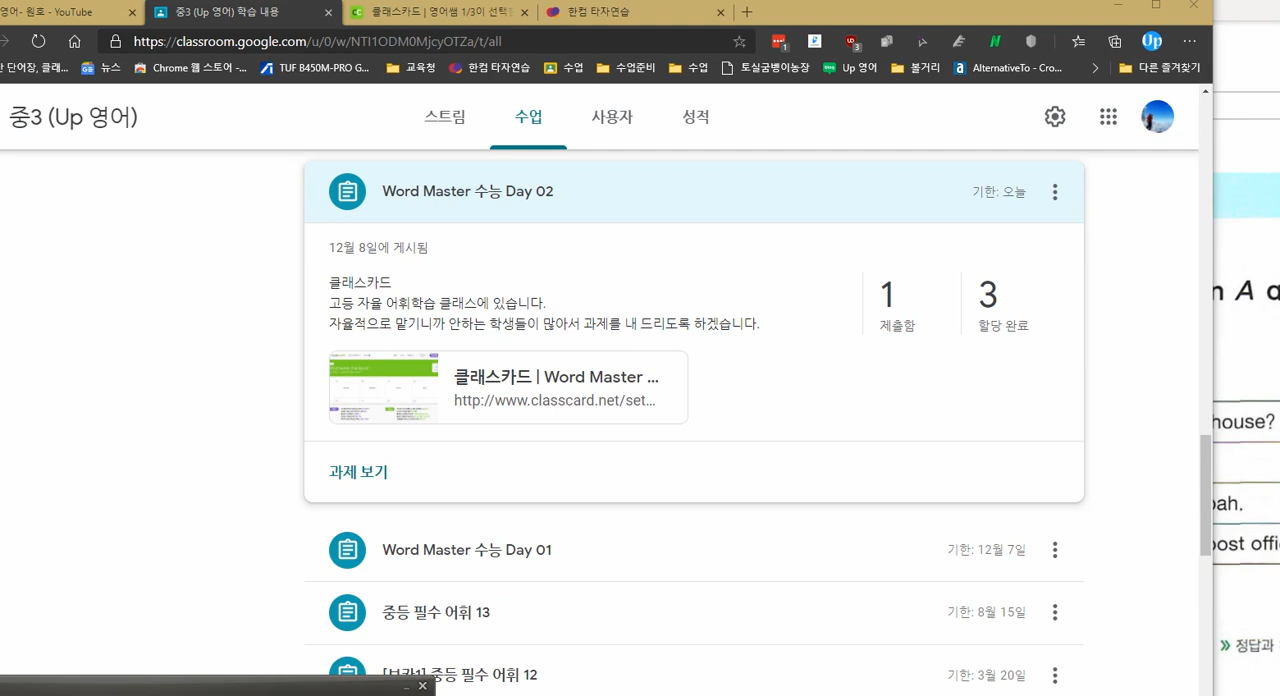 영어- 원로 - YouTube
중3 (Up 영어) 학습 내용
클래스카드 | 영어쌤 1/3이 선택
한컴 타자연습
https://classroom.google.com/u/0/w/NTI1ODM0MjcyOTZa/t/all
단어장, 클래...
뉴스
Chrome 웹 스토어 -...
TUF B450M-PRO G...
교육청
한컴 타자연습
수업
수업준비
수업
토실굼벵이농장
Up 영어
볼거리
AlternativeTo - Cro...
다른 즐겨찾기
중3 (Up 영어)
스트림
수업
사용자
성적
Word Master 수능 Day 02
기한: 오늘
12월 8일에 게시됨
클래스카드
고등 자율 어휘학습 클래스에 있습니다.
자율적으로 맡기니까 안하는 학생들이 많아서 과제를 내 드리도록 하겠습니다.
1
제출함
3
할당 완료
클래스카드 | Word Master ...
http://www.classcard.net/set...
과제 보기
Word Master 수능 Day 01
기한: 12월 7일
중등 필수 어휘 13
기한: 8월 15일
[보카1] 중등 필수 어휘 12
기한: 3월 20일
n A a
house?
oah.
post offi
정답과